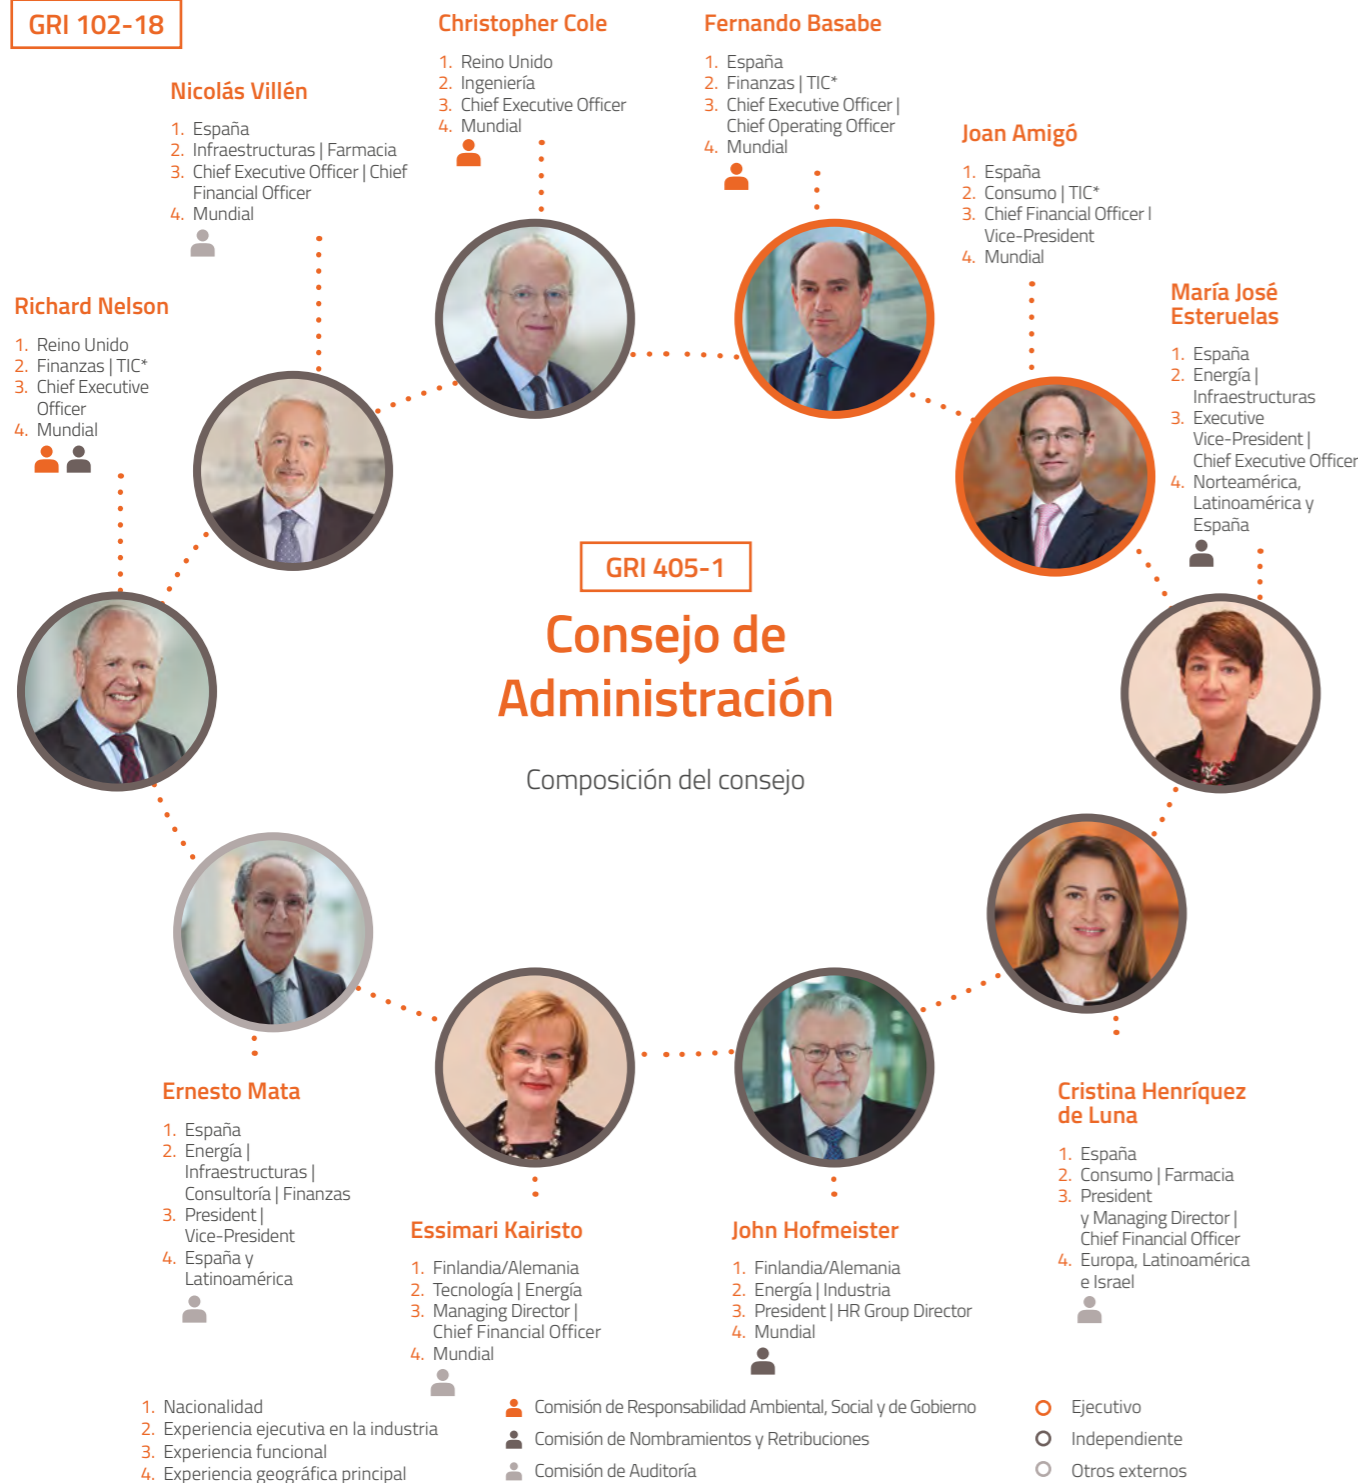 GRI 102-18
Christopher Cole
1. Reino Unido
2. Ingeniería
3. Chief Executive Officer
4. Mundial
Fernando Basabe
1. España
2. Finanzas | TIC*
3. Chief Executive Officer |
Chief Operating Officer
4. Mundial
Nicolás Villén
1. España
2. Infraestructuras | Farmacia
3. Chief Executive Officer | Chief
Financial Officer
4. Mundial
Joan Amigó
1. España
2. Consumo | TIC*
3. Chief Financial Officer l
Vice-President
4. Mundial
Richard Nelson
1. Reino Unido
2. Finanzas | TIC*
3. Chief Executive
Officer
4. Mundial
María José
Esteruelas
1. España
2. Energía |
Infraestructuras
3. Executive
Vice-President |
Chief Executive Officer
4. Norteamérica,
Latinoamérica y
España
GRI 405-1
Consejo de
Administración
Composición del consejo
Ernesto Mata
1. España
2. Energía |
Infraestructuras |
Consultoría | Finanzas
3. President |
Vice-President
4. España y
Latinoamérica
Essimari Kairisto
1. Finlandia/Alemania
2. Tecnología | Energía
3. Managing Director |
Chief Financial Officer
4. Mundial
John Hofmeister
1. Finlandia/Alemania
2. Energía | Industria
3. President | HR Group Director
4. Mundial
Cristina Henríquez
de Luna
1. España
2. Consumo | Farmacia
3. President
y Managing Director |
Chief Financial Officer
4. Europa, Latinoamérica
e Israel
1. Nacionalidad
2. Experiencia ejecutiva en la industria
3. Experiencia funcional
4. Experiencia geográfica principal
Comisión de Responsabilidad Ambiental, Social y de Gobierno
Comisión de Nombramientos y Retribuciones
Comisión de Auditoría
Ejecutivo
Independiente
Otros externos